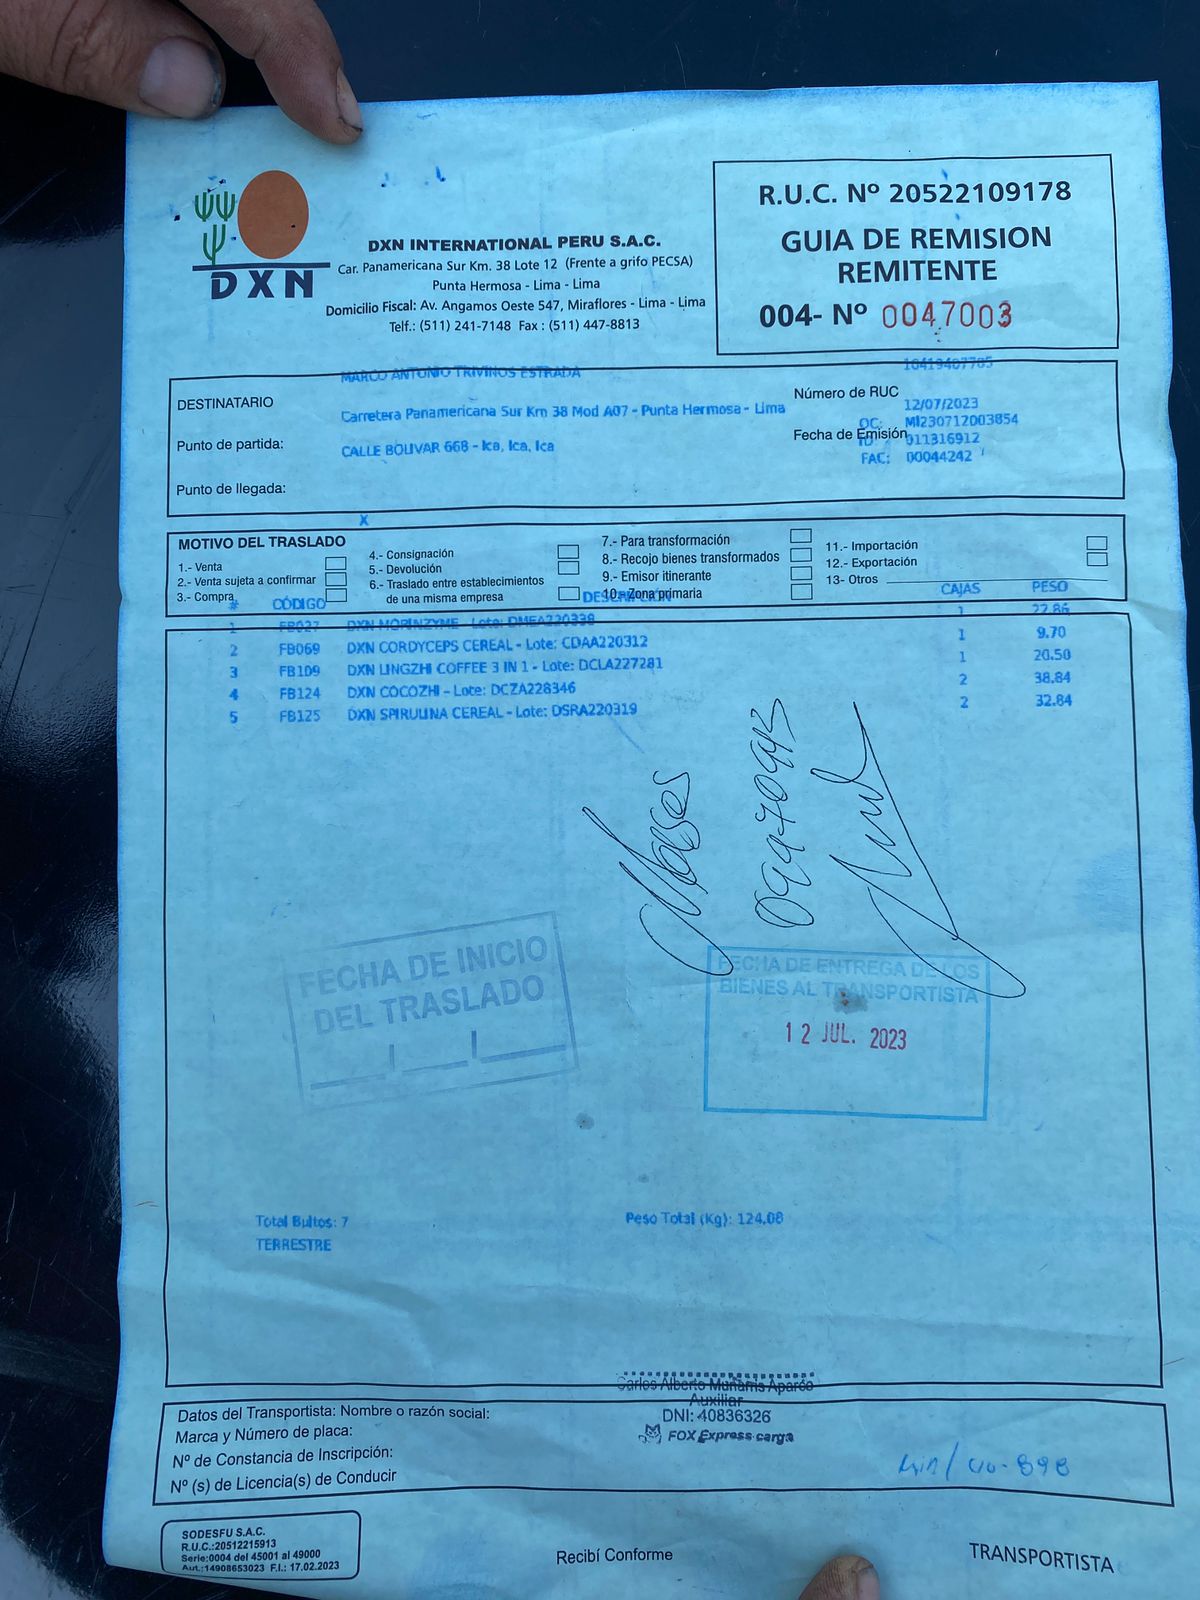 DXN
DXN INTERNATIONAL PERU S.A.C.
Car. Panamericana Sur Km. 38 Lote 12 (Frente a grifo PECSA)
Punta Hermosa - Lima - Lima
Domicilio Fiscal: Av. Angamos Oeste 547, Miraflores - Lima - Lima
Telf.: (511) 241-7148 Fax : (511) 447-8813
R.U.C. Nº 20522109178
GUIA DE REMISION
REMITENTE
004- Nº 0047003
MARCO ANTONIO TRIVINOS ESTRADA
10419407785
DESTINATARIO
Número de RUC
Carretera Panamericana Sur Km 38 Mod A07 - Punta Hermosa - Lima
12/07/2023
OC: MI230712003854
Punto de partida:
CALLE BOLIVAR 668 - Ica, Ica, Ica
Fecha de Emisión
011316912
FAC: 00044242
Punto de llegada:
X
MOTIVO DEL TRASLADO
1.- Venta
2.- Venta sujeta a confirmar
3.- Compra
4.- Consignación
5.- Devolución
6.- Traslado entre establecimientos
de una misma empresa
7.- Para transformación
8.- Recojo bienes transformados
9.- Emisor itinerante
10.- Zona primaria
11.- Importación
12.- Exportación
13- Otros
# CÓDIGO DESCRIPCIÓN CAJAS PESO
1 FB027 DXN MORINZYME - Lote: DMEA220338 1 22.86
2 FB069 DXN CORDYCEPS CEREAL - Lote: CDAA220312 1 9.70
3 FB109 DXN LINGZHI COFFEE 3 IN 1 - Lote: DCLA227281 1 20.50
4 FB124 DXN COCOZHI - Lote: DCZA228346 2 38.84
5 FB125 DXN SPIRULINA CEREAL - Lote: DSRA220319 2 32.84
FECHA DE INICIO
DEL TRASLADO
FECHA DE ENTREGA DE LOS
BIENES AL TRANSPORTISTA
12 JUL. 2023
Total Bultos: 7
Peso Total (Kg): 124.08
TERRESTRE
Auxiliar
DNI: 40836326
FOX Express carga
Datos del Transportista: Nombre o razón social:
Marca y Número de placa:
Nº de Constancia de Inscripción:
Nº (s) de Licencia(s) de Conducir
SODESFU S.A.C.
R.U.C.:20512215913
Serie:0004 del 45001 al 49000
Aut.:14908653023 F.I.: 17.02.2023
Recibí Conforme
TRANSPORTISTA